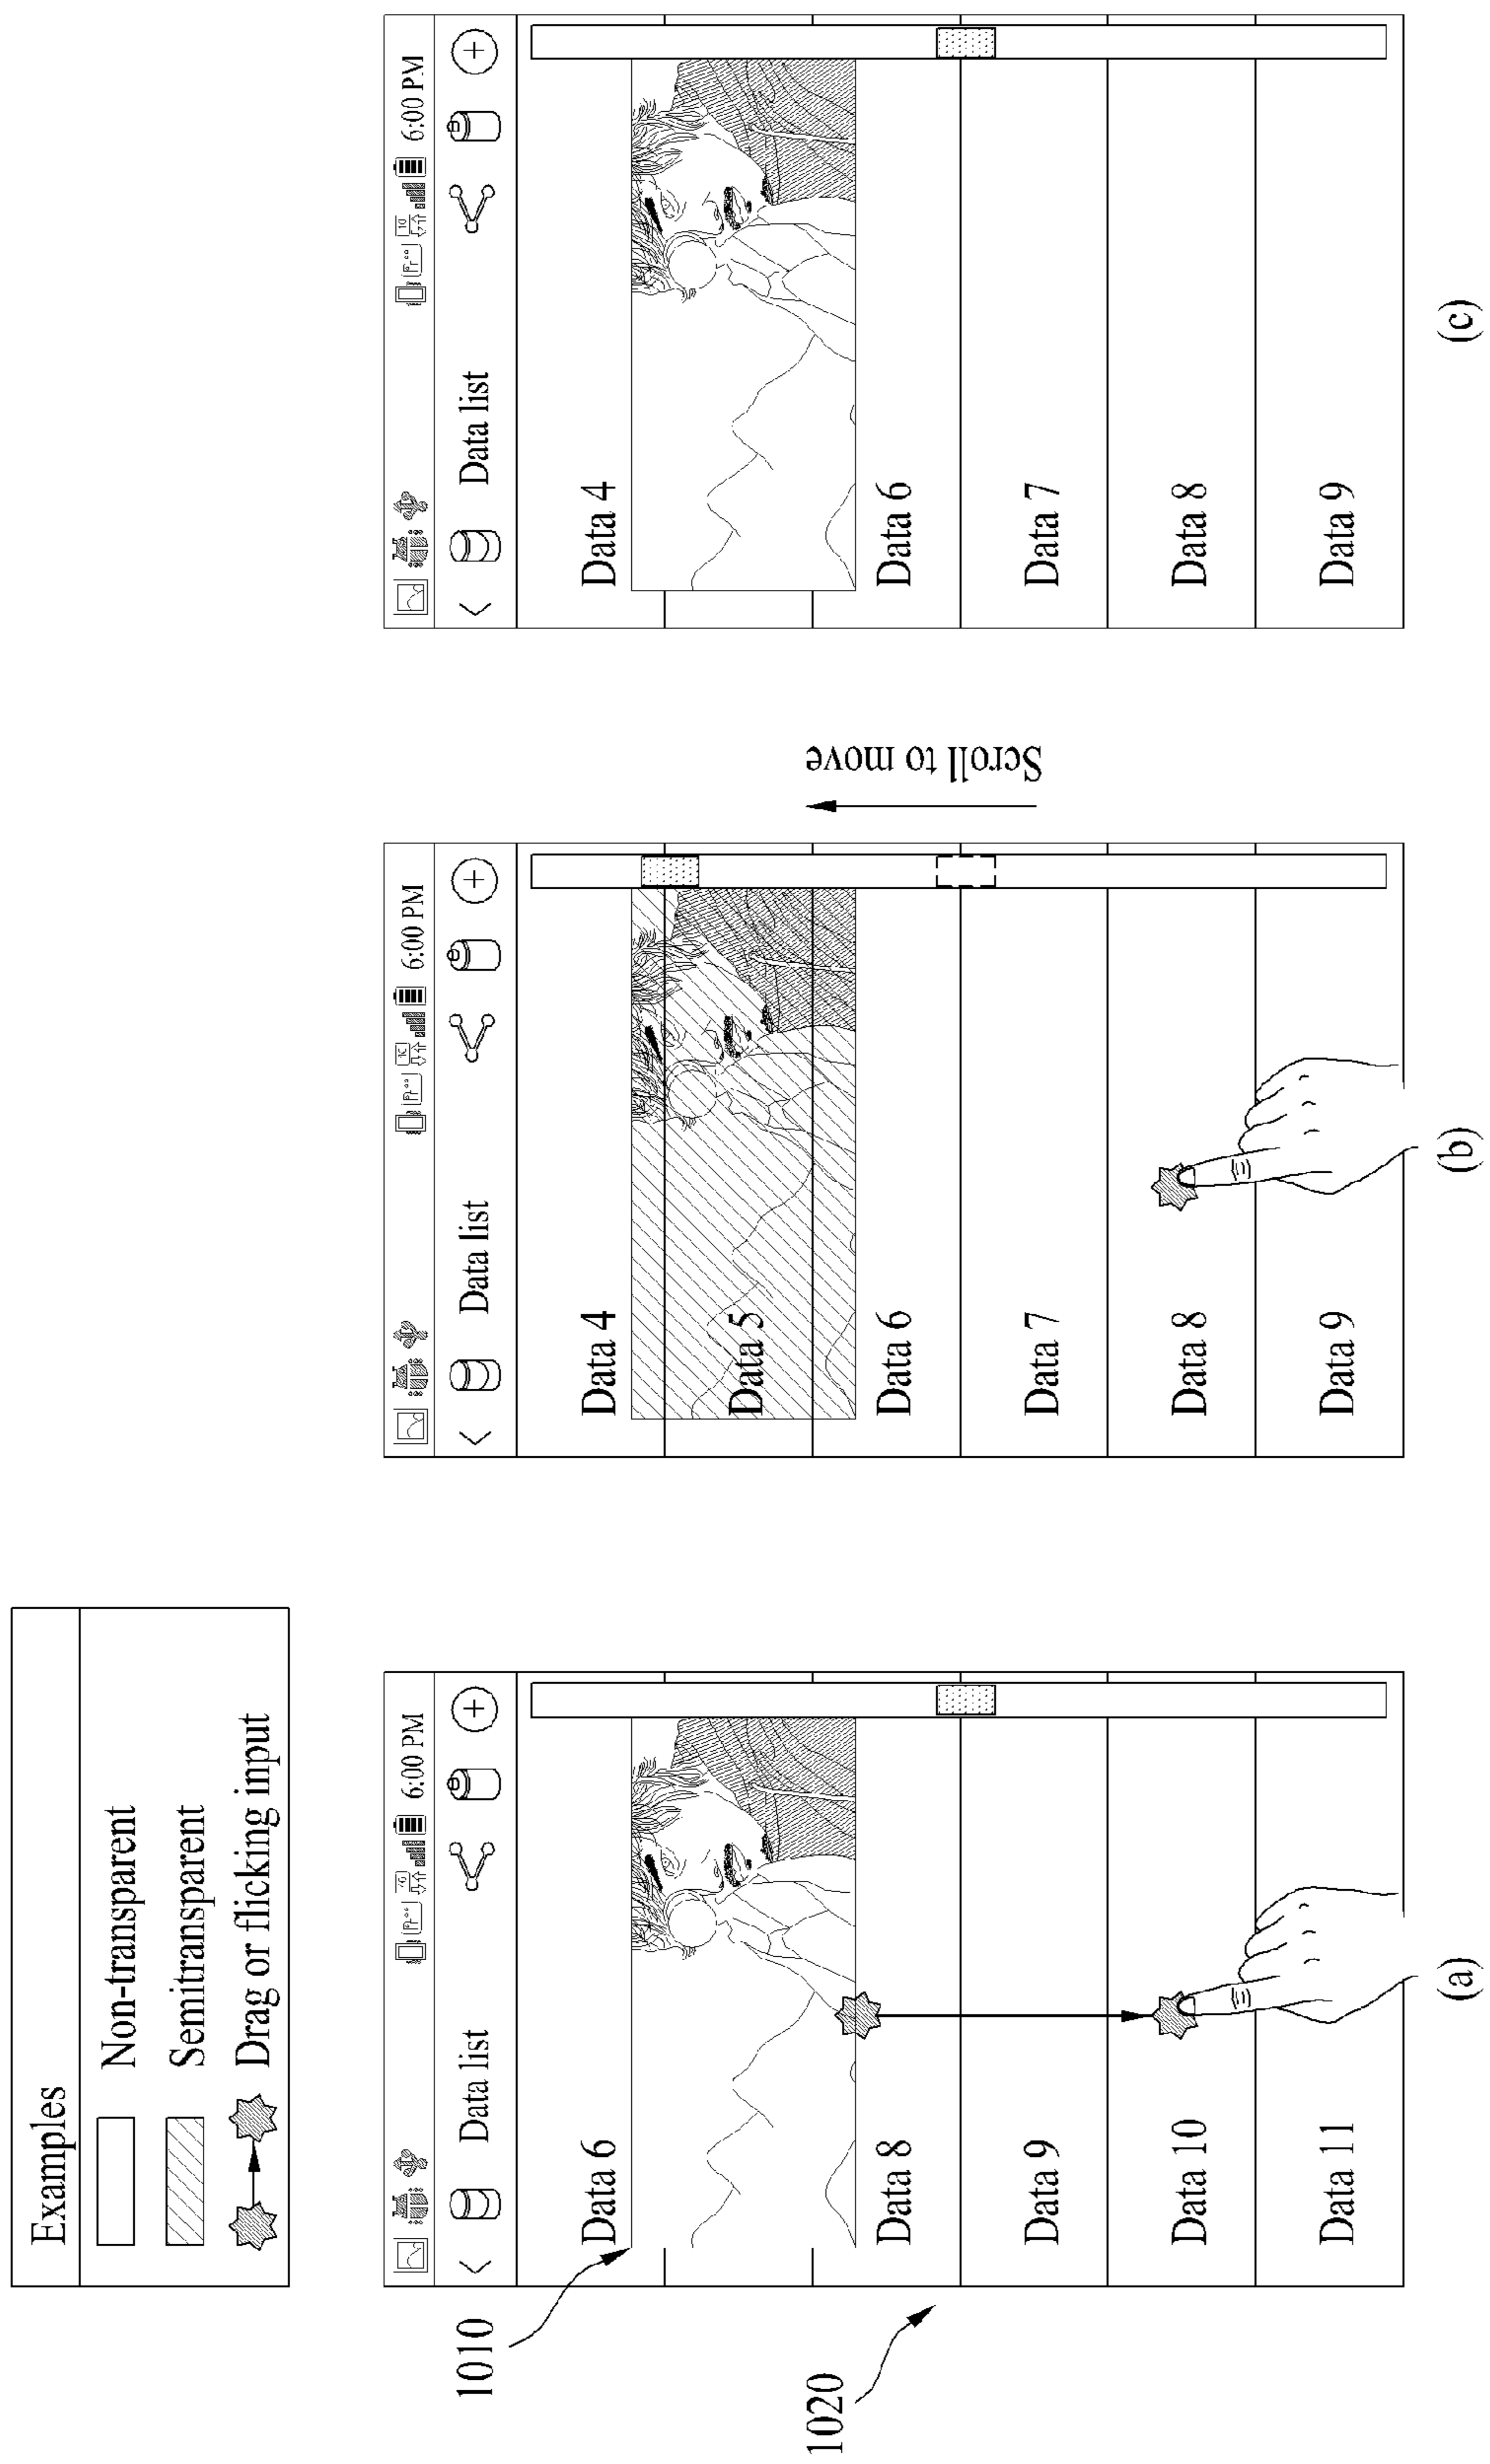 Examples
Non-transparent
Semitransparent
Drag or flicking input
1010
1020
6:00 PM
Data list
Data 6
Data 8
Data 9
Data 10
Data 11
(a)
6:00 PM
Data list
Data 4
Data 5
Data 6
Data 7
Data 8
Data 9
Scroll to move
(b)
6:00 PM
Data list
Data 4
Data 6
Data 7
Data 8
Data 9
(c)